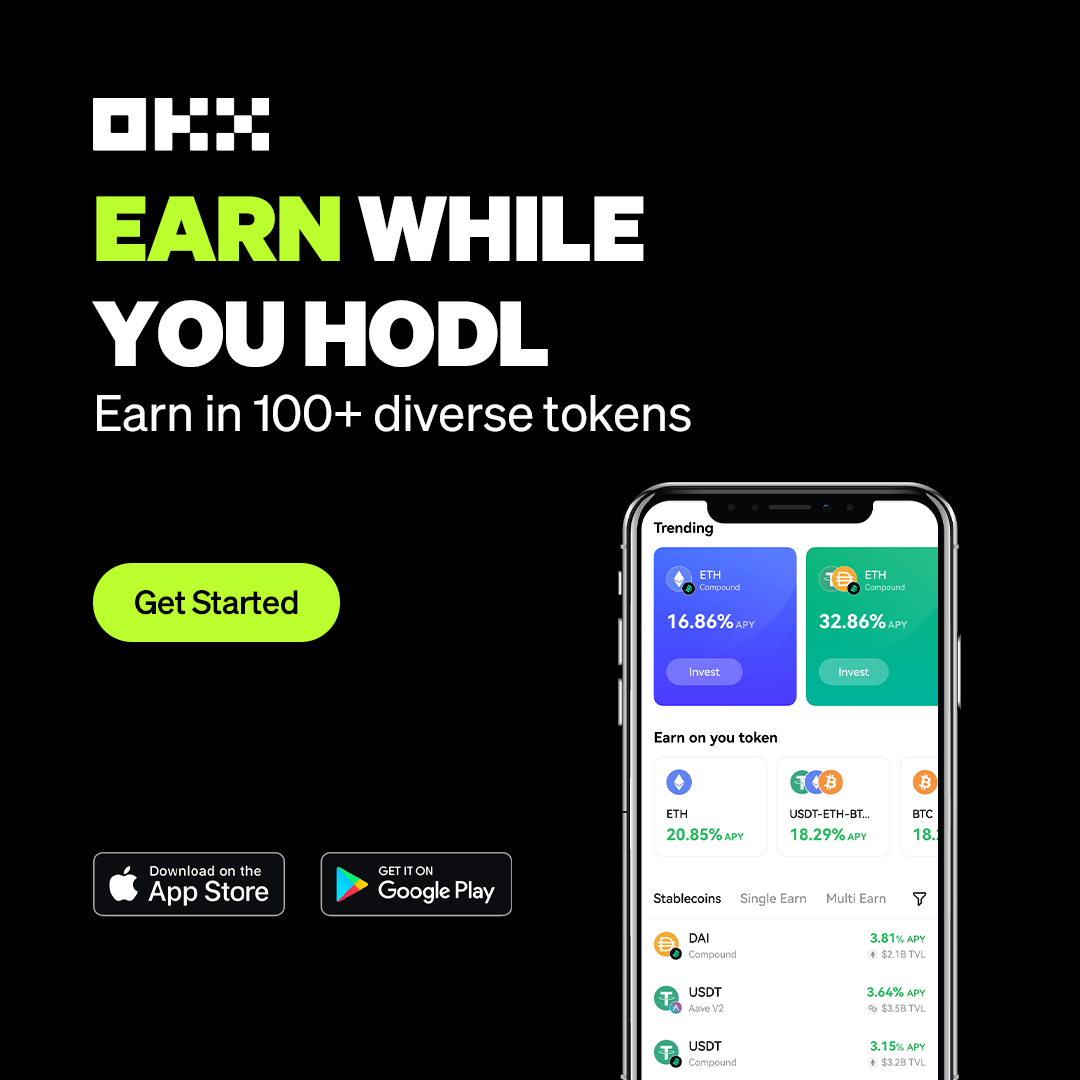 OKX
EARN WHILE
YOU HODL
Earn in 100+ diverse tokens
Get Started
Download on the
App Store
GET IT ON
Google Play
Trending
ETH
Compound
16.86% APY
Invest
ETH
Compound
32.86% APY
Invest
Earn on you token
ETH
20.85% APY
USDT-ETH-BT...
18.29% APY
BTC
18.
Stablecoins Single Earn Multi Earn
DAI 3.81% APY
Compound $2.1B TVL
USDT 3.64% APY
Aave V2 $3.5B TVL
USDT 3.15% APY
Compound $3.2B TVL